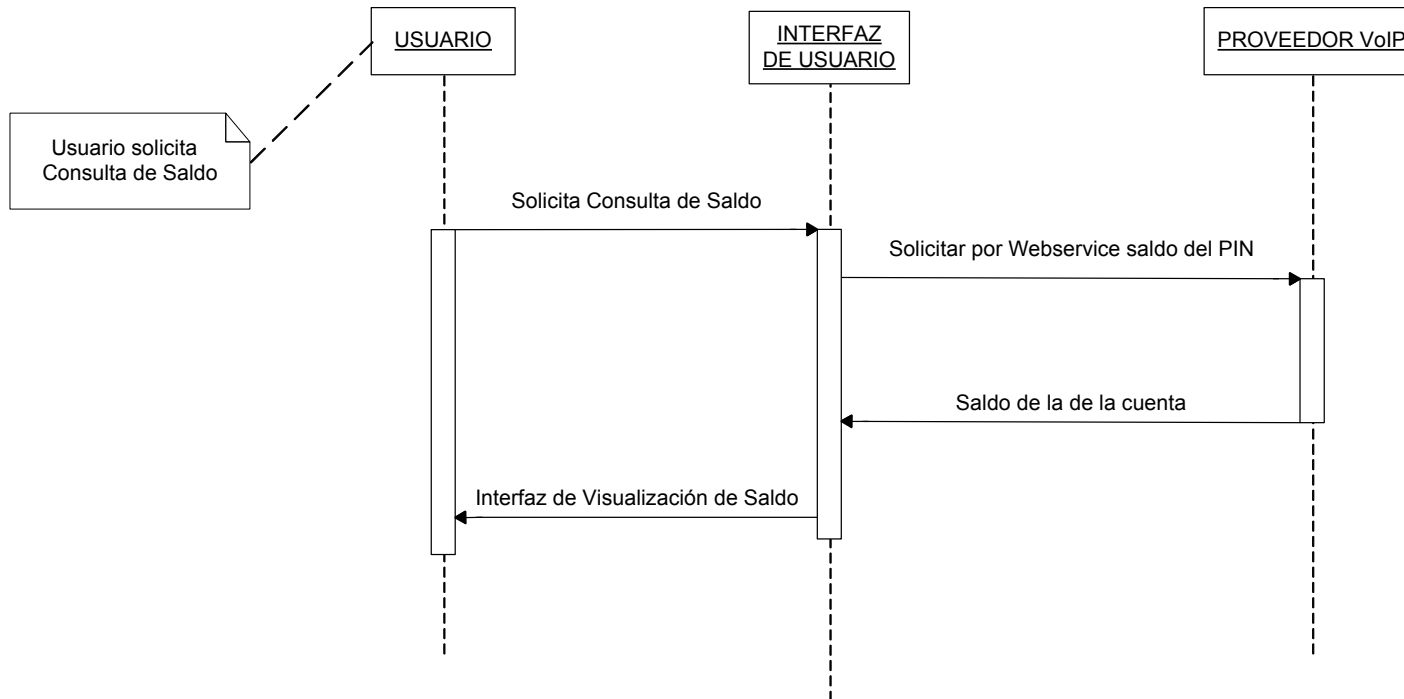 USUARIO
INTERFAZ
DE USUARIO
PROVEEDOR VoIP
Usuario solicita
Consulta de Saldo
Solicita Consulta de Saldo
Solicitar por Webservice saldo del PIN
Saldo de la de la cuenta
Interfaz de Visualización de Saldo